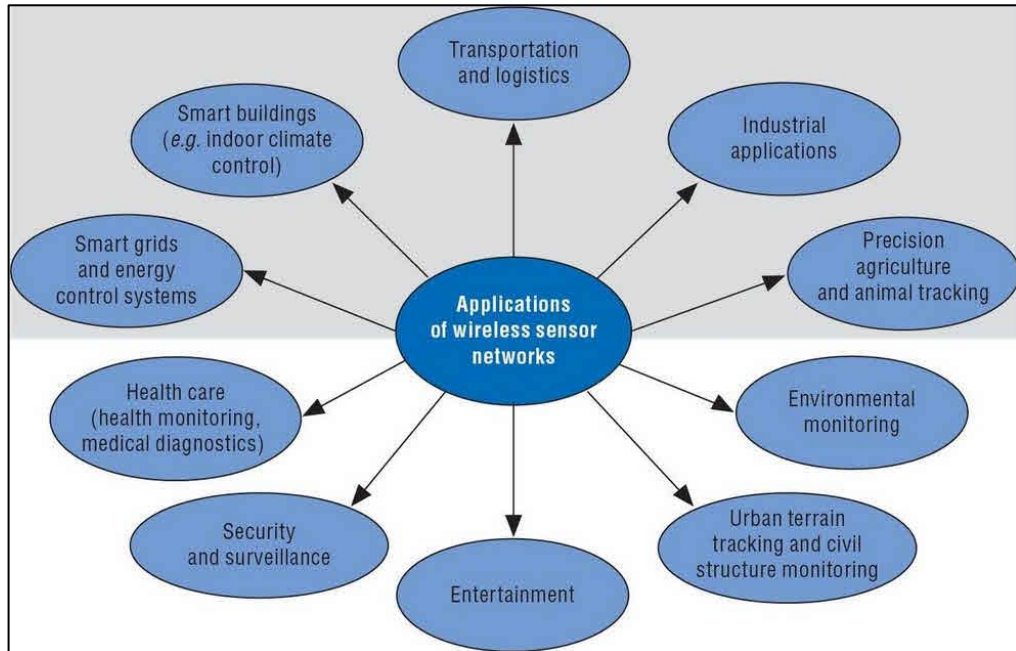 Transportation
and logistics
Smart buildings
(e.g. indoor climate
control)
Industrial
applications
Smart grids
and energy
control systems
Precision
agriculture
and animal tracking
Applications
of wireless sensor
networks
Health care
(health monitoring,
medical diagnostics)
Environmental
monitoring
Security
and surveillance
Urban terrain
tracking and civil
structure monitoring
Entertainment